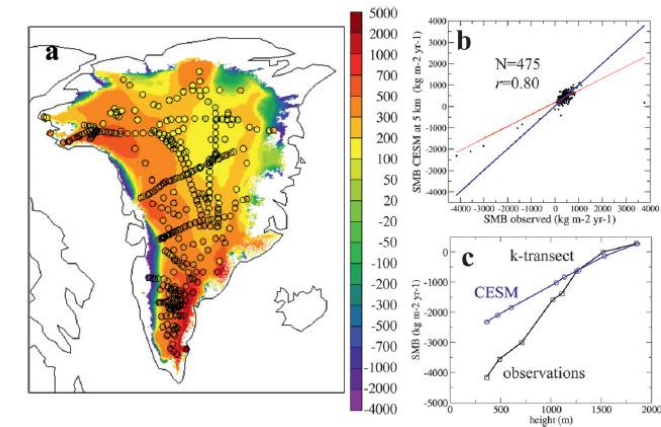 a
5000
2000
1000
700
500
300
200
100
50
20
-20
-50
-100
-200
-300
-500
-700
-1000
-2000
-4000
b
N=475
r=0.80
SMB CESM at 5 km (kg m-2 yr-1)
4000
3000
2000
1000
0
-1000
-2000
-3000
-4000
-4000 -3000 -2000 -1000 0 1000 2000 3000 4000
SMB observed (kg m-2 yr-1)
c
k-transect
CESM
observations
SMB (kg m-2 yr-1)
0
-1000
-2000
-3000
-4000
-5000
0 500 1000 1500 2000
height (m)